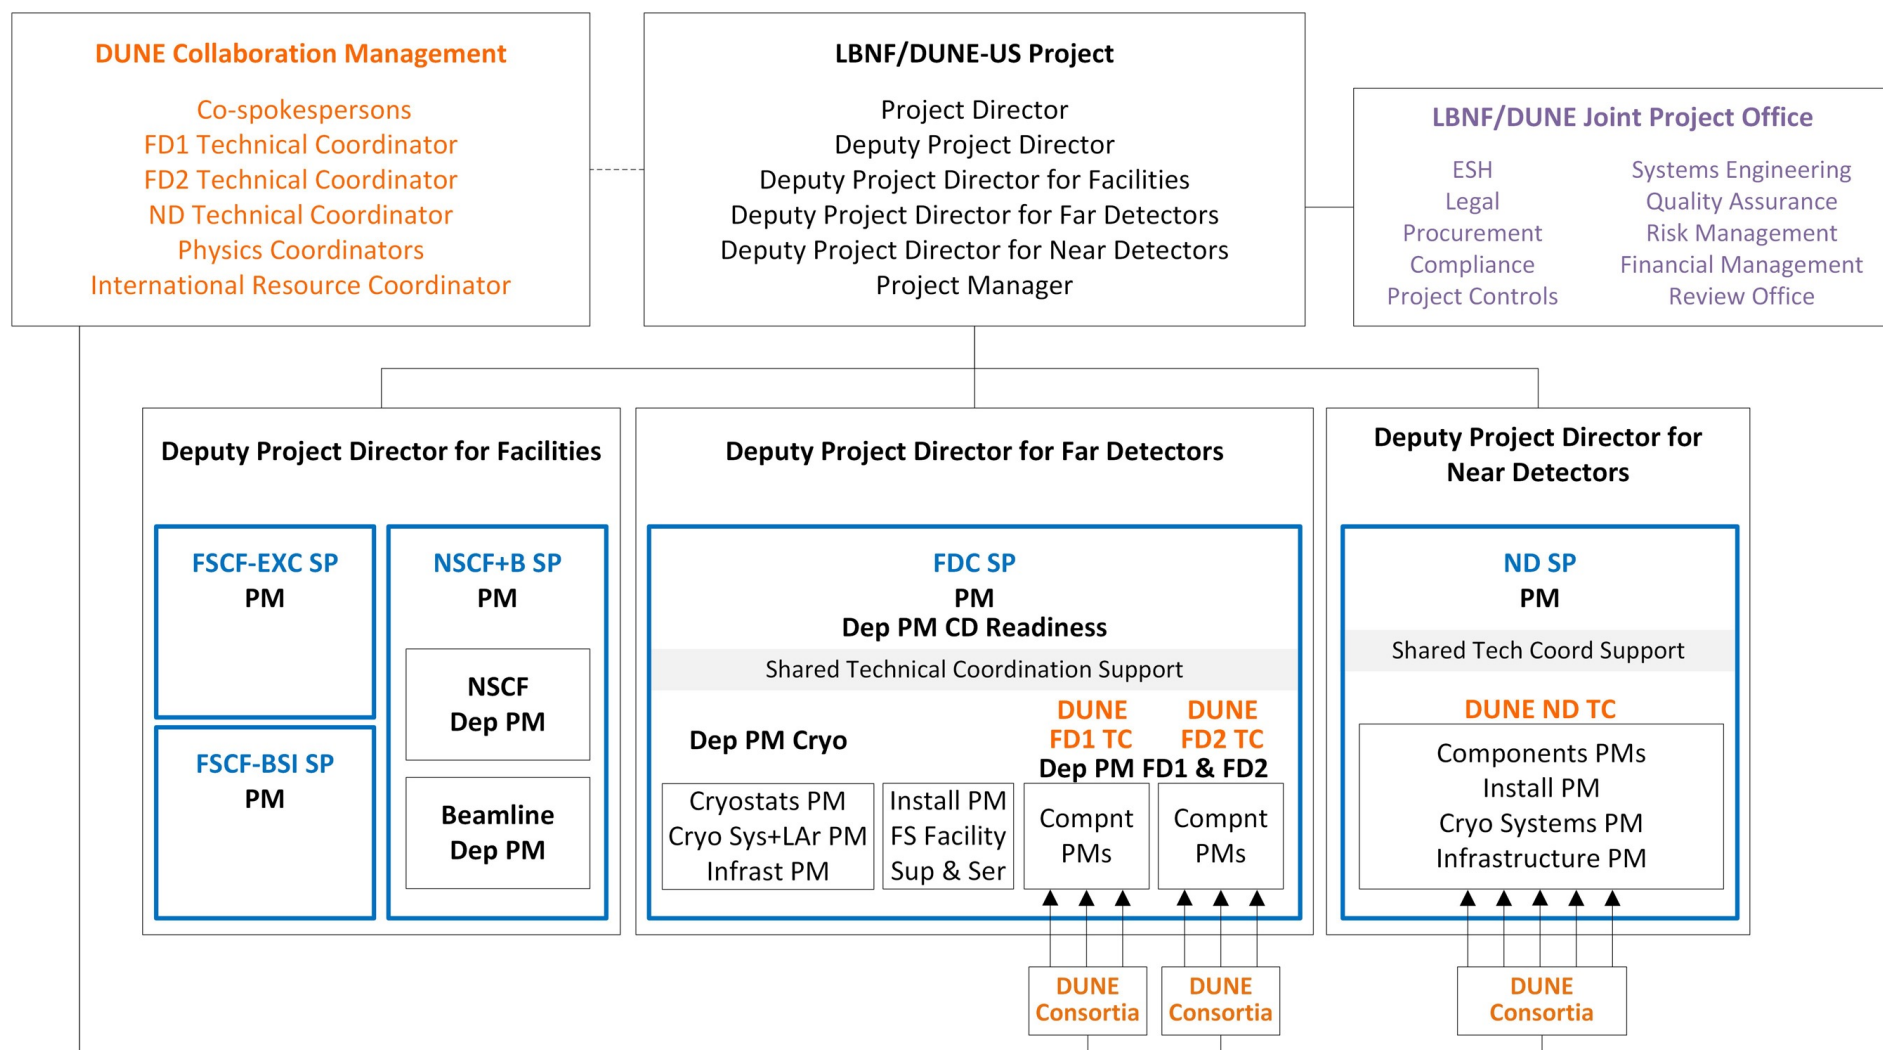 DUNE Collaboration Management
Co-spokespersons
FD1 Technical Coordinator
FD2 Technical Coordinator
ND Technical Coordinator
Physics Coordinators
International Resource Coordinator
LBNF/DUNE-US Project
Project Director
Deputy Project Director
Deputy Project Director for Facilities
Deputy Project Director for Far Detectors
Deputy Project Director for Near Detectors
Project Manager
LBNF/DUNE Joint Project Office
ESH
Legal
Procurement
Compliance
Project Controls
Systems Engineering
Quality Assurance
Risk Management
Financial Management
Review Office
Deputy Project Director for Facilities
FSCF-EXC SP
PM
FSCF-BSI SP
PM
NSCF+B SP
PM
NSCF
Dep PM
Beamline
Dep PM
Deputy Project Director for Far Detectors
FDC SP
PM
Dep PM CD Readiness
Shared Technical Coordination Support
Dep PM Cryo
DUNE
FD1 TC
DUNE
FD2 TC
Dep PM FD1 & FD2
Cryostats PM
Cryo Sys+LAr PM
Infrast PM
Install PM
FS Facility
Sup & Ser
Compnt
PMs
Compnt
PMs
Deputy Project Director for
Near Detectors
ND SP
PM
Shared Tech Coord Support
DUNE ND TC
Components PMs
Install PM
Cryo Systems PM
Infrastructure PM
DUNE
Consortia
DUNE
Consortia
DUNE
Consortia